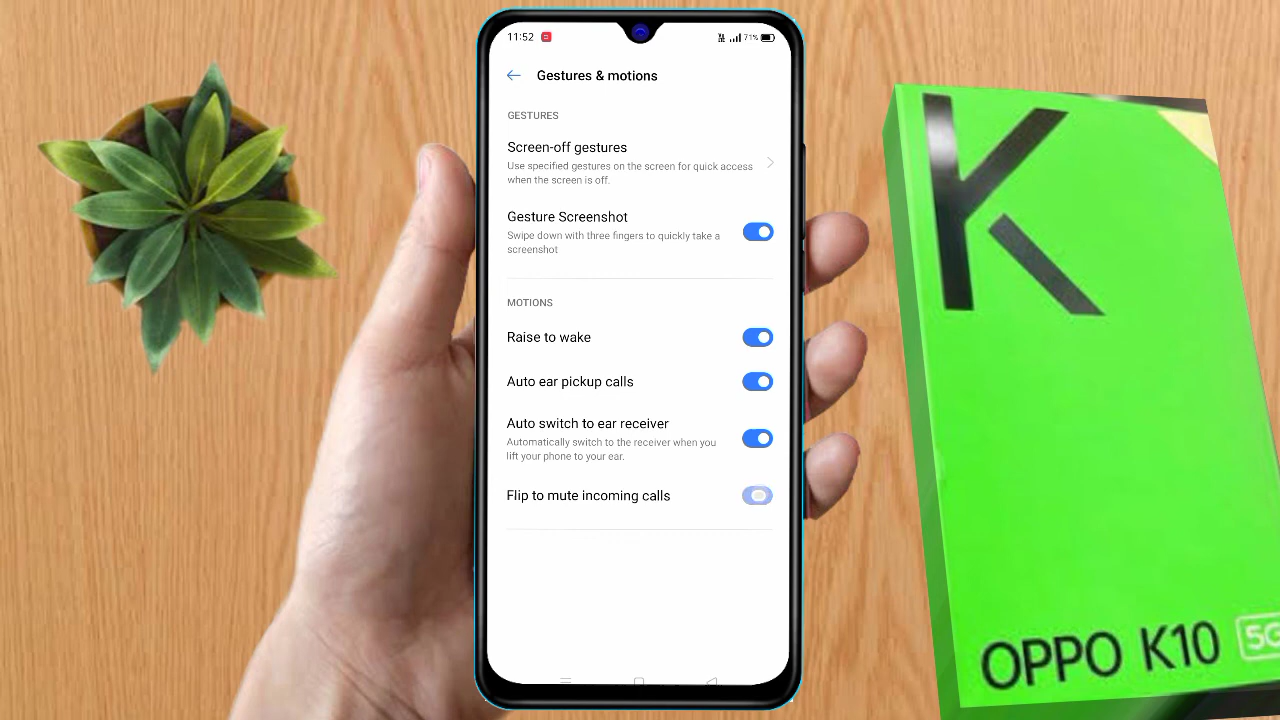 11:52
71%
Gestures & motions
GESTURES
Screen-off gestures
Use specified gestures on the screen for quick access
when the screen is off.
Gesture Screenshot
Swipe down with three fingers to quickly take a
screenshot
MOTIONS
Raise to wake
Auto ear pickup calls
Auto switch to ear receiver
Automatically switch to the receiver when you
lift your phone to your ear.
Flip to mute incoming calls
K
OPPO K10 5G